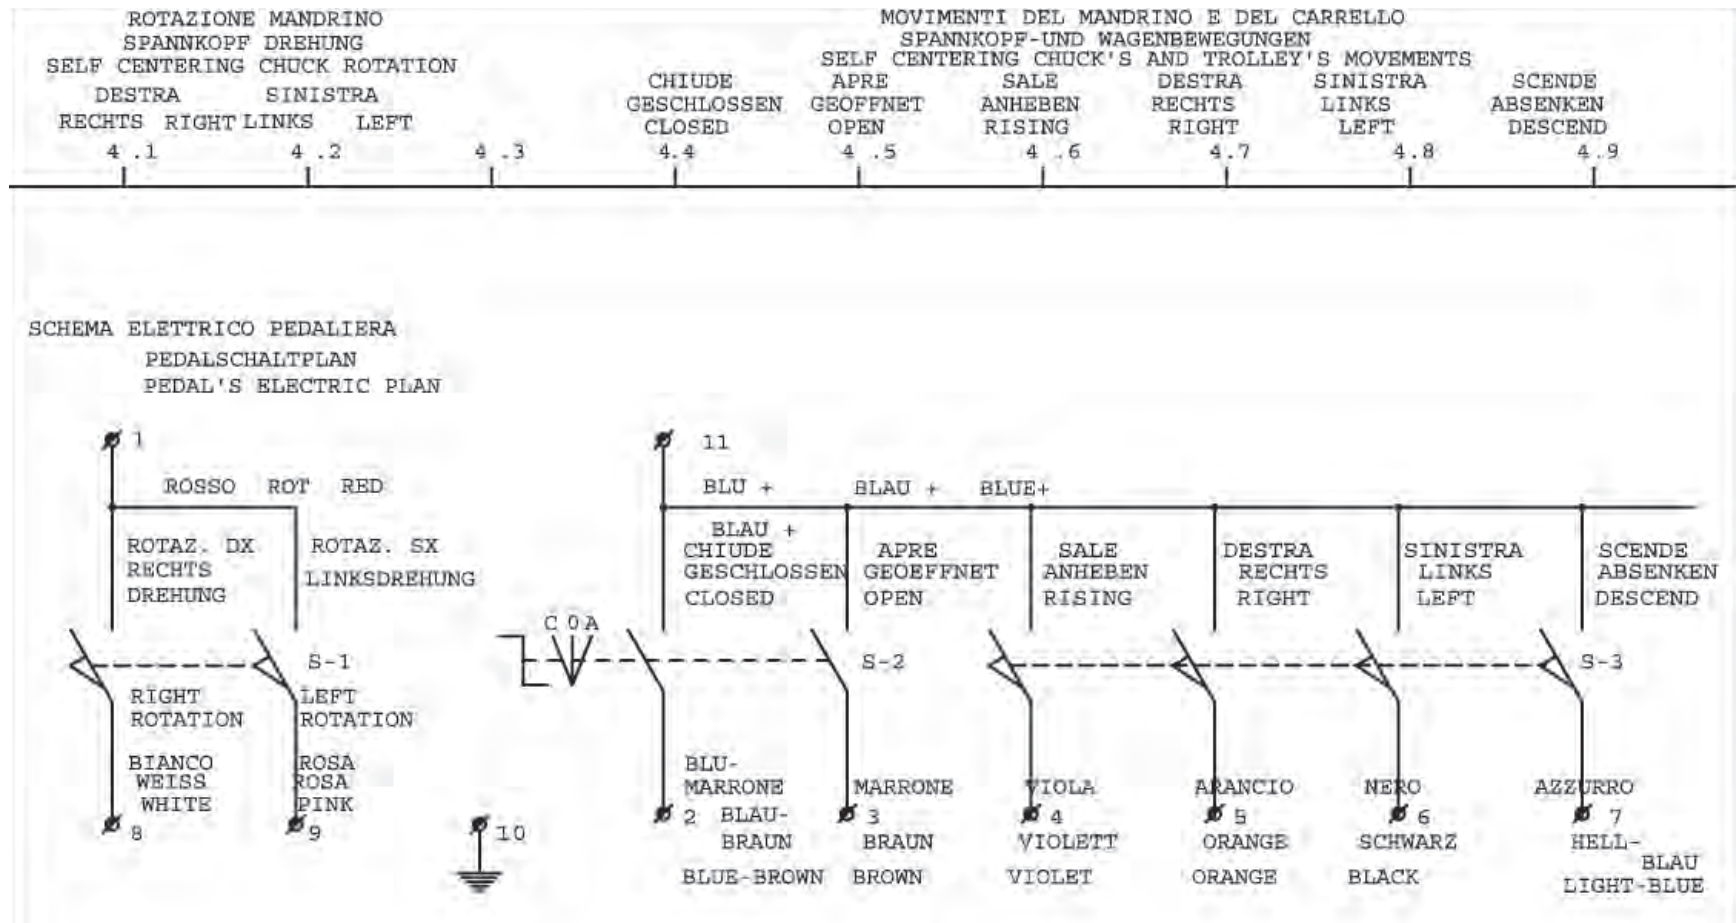 ROTAZIONE MANDRINO
SPANNKOPF DREHUNG
SELF CENTERING CHUCK ROTATION
DESTRA SINISTRA
RECHTS RIGHT LINKS LEFT
MOVIMENTI DEL MANDRINO E DEL CARRELLO
SPANNKOPF-UND WAGENBEWEGUNGEN
SELF CENTERING CHUCK'S AND TROLLEY'S MOVEMENTS
CHIUDE APRE SALE DESTRA SINISTRA SCENDE
GESCHLOSSEN GEOFFNET ANHEBEN RECHTS LINKS ABSENKEN
CLOSED OPEN RISING RIGHT LEFT DESCEND
4 .1 4 .2 4 .3 4.4 4 .5 4 .6 4.7 4.8 4.9
SCHEMA ELETTRICO PEDALIERA
PEDALSCHALTPLAN
PEDAL'S ELECTRIC PLAN
1 11
ROSSO ROT RED BLU + BLAU + BLUE+
BLAU +
ROTAZ. DX ROTAZ. SX CHIUDE APRE SALE DESTRA SINISTRA SCENDE
RECHTS LINKSDREHUNG GESCHLOSSEN GEOEFFNET ANHEBEN RECHTS LINKS ABSENKEN
DREHUNG CLOSED OPEN RISING RIGHT LEFT DESCEND
C 0 A
S-1 S-2 S-3
RIGHT LEFT
ROTATION ROTATION
BIANCO ROSA BLU-
WEISS ROSA MARRONE MARRONE VIOLA ARANCIO NERO AZZURRO
WHITE PINK
8 9 10 2 BLAU- 3 4 5 6 7
BRAUN BRAUN VIOLETT ORANGE SCHWARZ HELL-
BLAU
BLUE-BROWN BROWN VIOLET ORANGE BLACK LIGHT-BLUE